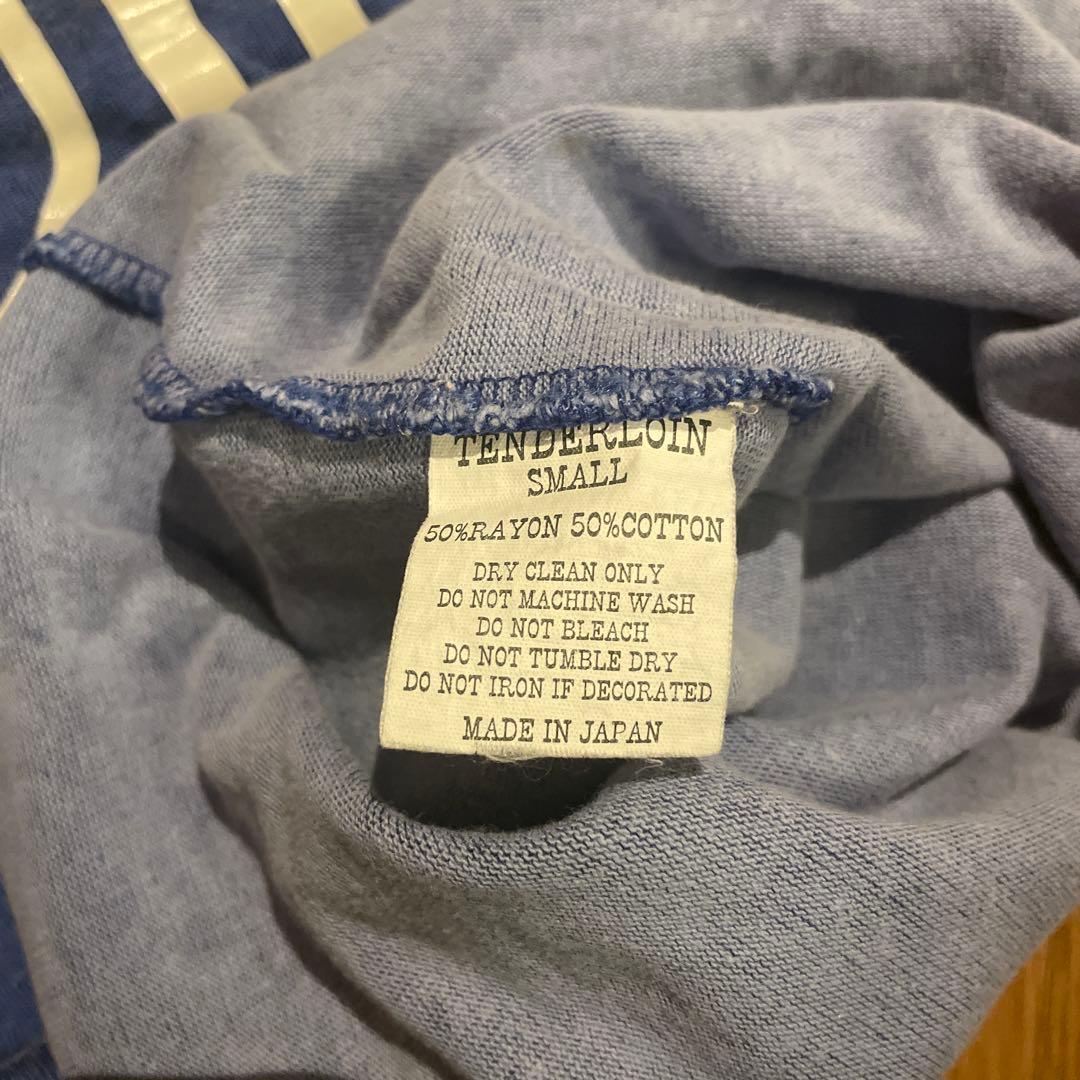 TENDERLOIN
SMALL
50%RAYON 50%COTTON
DRY CLEAN ONLY
DO NOT MACHINE WASH
DO NOT BLEACH
DO NOT TUMBLE DRY
DO NOT IRON IF DECORATED
MADE IN JAPAN